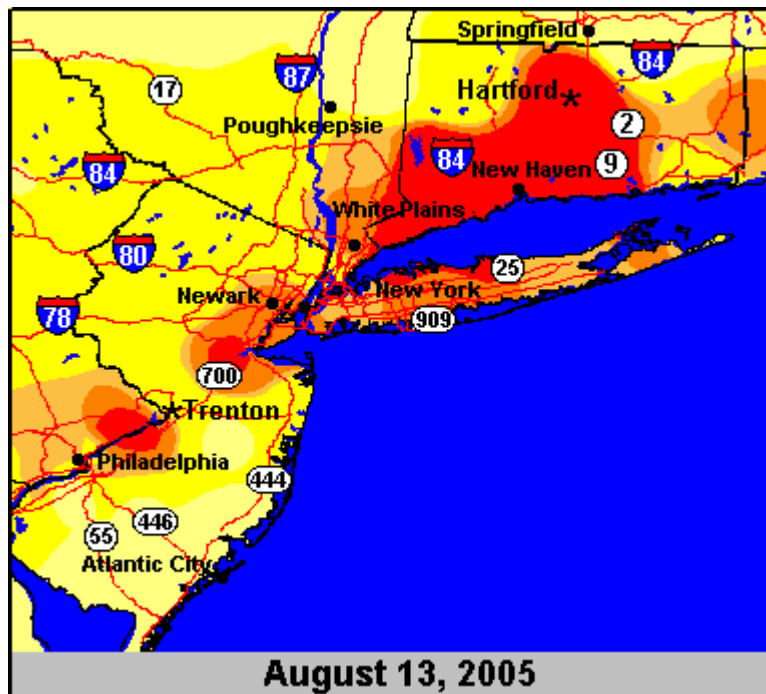 Springfield
87
84
17
Hartford
Poughkeepsie
2
84
84
9
New Haven
White Plains
80
25
Newark
New York
78
909
700
Trenton
Philadelphia
444
446
55
Atlantic City
August 13, 2005